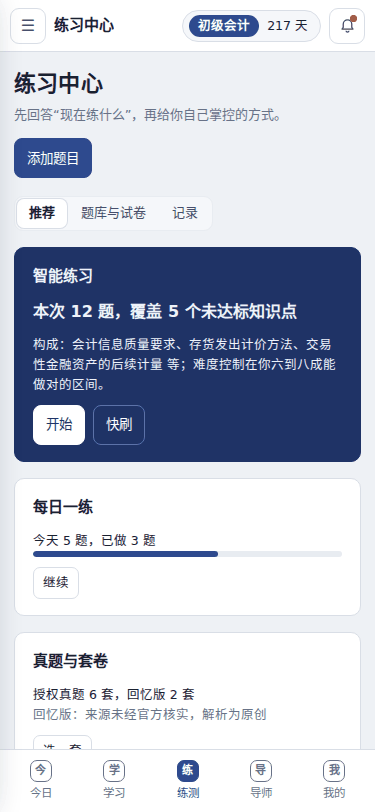 ☰ 练习中心 初级会计 217 天
练习中心
先回答“现在练什么”，再给你自己掌控的方式。
添加题目
推荐 题库与试卷 记录
智能练习
本次 12 题，覆盖 5 个未达标知识点
构成：会计信息质量要求、存货发出计价方法、交易
性金融资产的后续计量 等；难度控制在你六到八成能
做对的区间。
开始 快刷
每日一练
今天 5 题，已做 3 题
继续
真题与套卷
授权真题 6 套，回忆版 2 套
回忆版：来源未经官方核实，解析为原创
今 学 练 导 我
今日 学习 练测 导师 我的